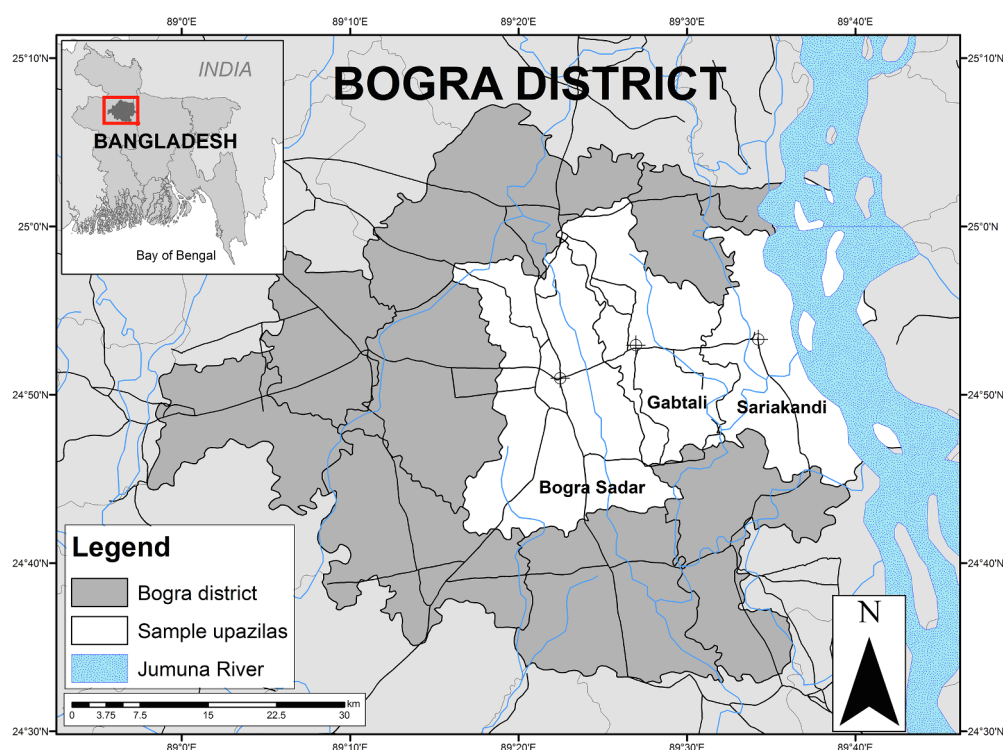 89°0'E 89°10'E 89°20'E 89°30'E 89°40'E
25°10'N 25°10'N
INDIA
BOGRA DISTRICT
BANGLADESH
Bay of Bengal
25°0'N 25°0'N
24°50'N 24°50'N
Gabtali
Sariakandi
Bogra Sadar
Legend
Bogra district
Sample upazilas
Jumuna River
24°40'N 24°40'N
N
km
0 3.75 7.5 15 22.5 30
24°30'N 24°30'N
89°0'E 89°10'E 89°20'E 89°30'E 89°40'E